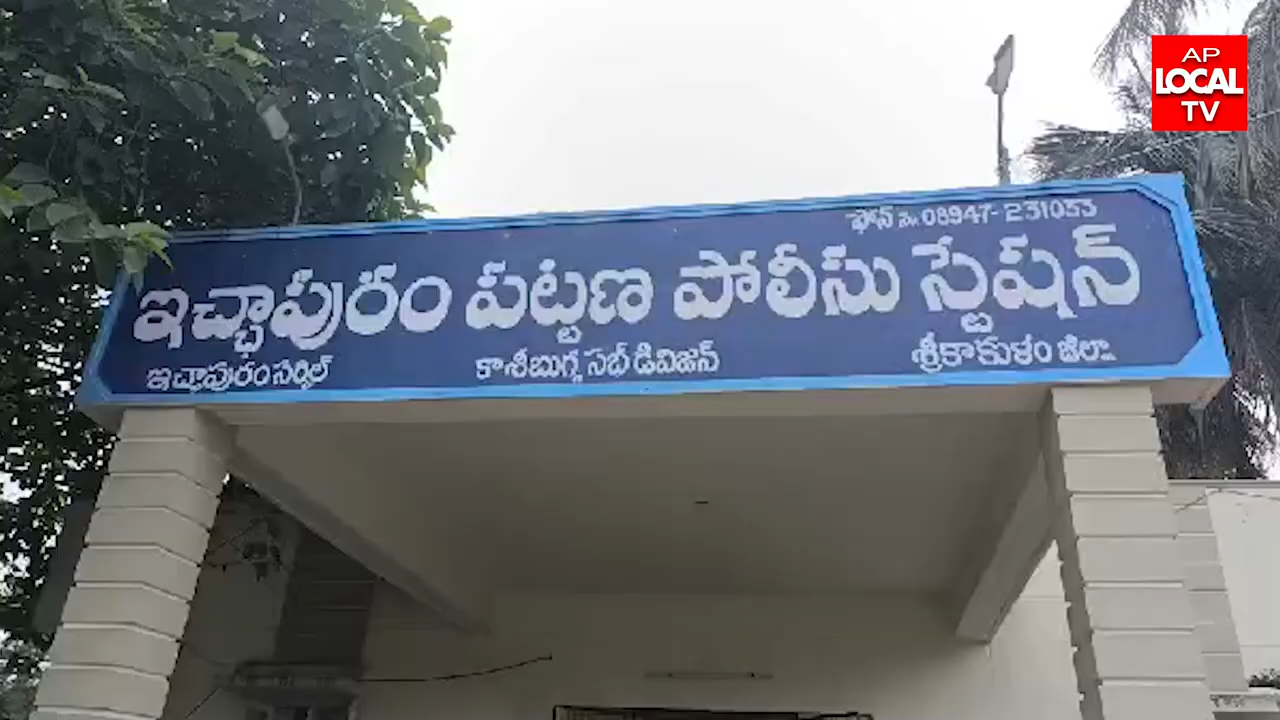 AP
LOCAL
TV
ఫోన్ నెం. 08947-231033
ఇచ్ఛాపురం పట్టణ పోలీసు స్టేషన్
ఇచ్ఛాపురం సర్కిల్ కాశీబుగ్గ సబ్ డివిజన్ శ్రీకాకుళం జిల్లా